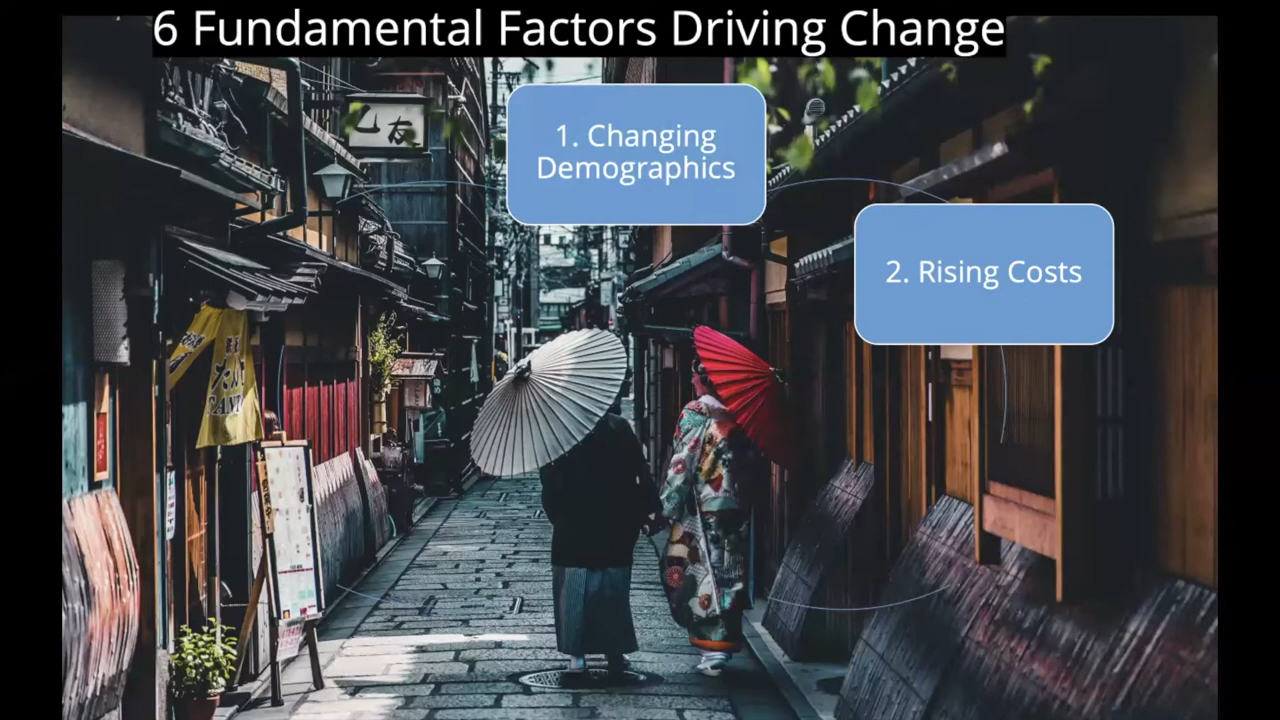 6 Fundamental Factors Driving Change
1. Changing
Demographics
2. Rising Costs